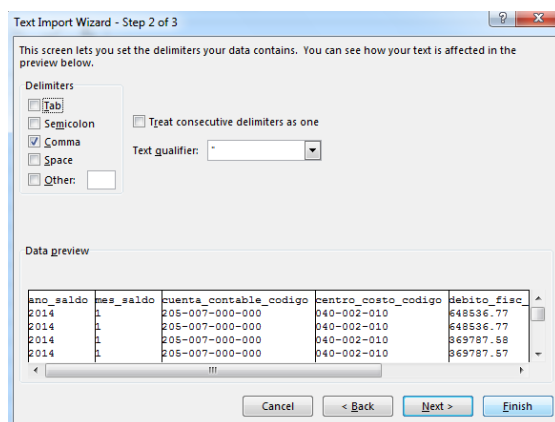 Text Import Wizard - Step 2 of 3
This screen lets you set the delimiters your data contains. You can see how your text is affected in the
preview below.
Delimiters
Tab
Semicolon
Comma
Space
Other:
Treat consecutive delimiters as one
Text qualifier: "
Data preview
ano_saldo mes_saldo cuenta_contable_codigo centro_costo_codigo debito_fisc_
2014 1 205-007-000-000 040-002-010 648536.77
2014 1 205-007-000-000 040-002-010 648536.77
2014 1 205-007-000-000 040-002-010 369787.58
2014 1 205-007-000-000 040-002-010 369787.57
Cancel < Back Next > Finish